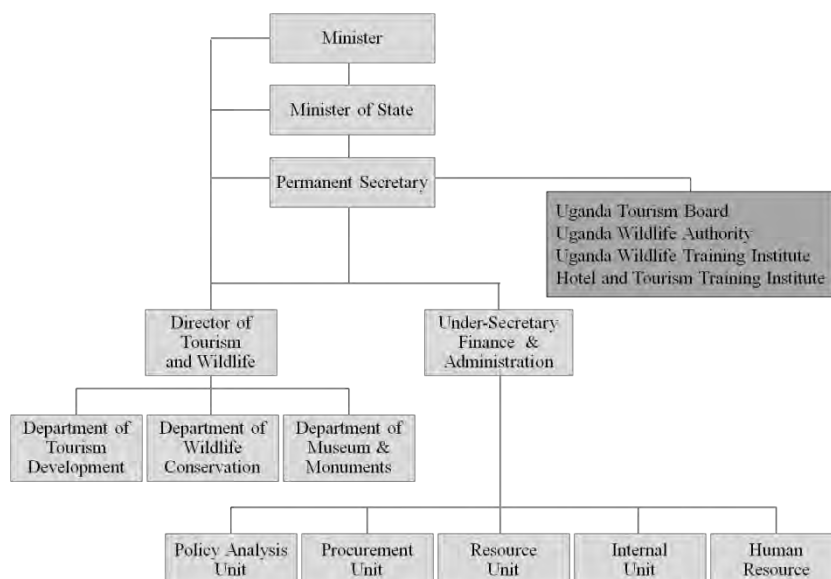 Minister
Minister of State
Permanent Secretary
Uganda Tourism Board
Uganda Wildlife Authority
Uganda Wildlife Training Institute
Hotel and Tourism Training Institute
Director of
Tourism
and Wildlife
Under-Secretary
Finance &
Administration
Department of
Tourism
Development
Department of
Wildlife
Conservation
Department of
Museum &
Monuments
Policy Analysis
Unit
Procurement
Unit
Resource
Unit
Internal
Unit
Human
Resource